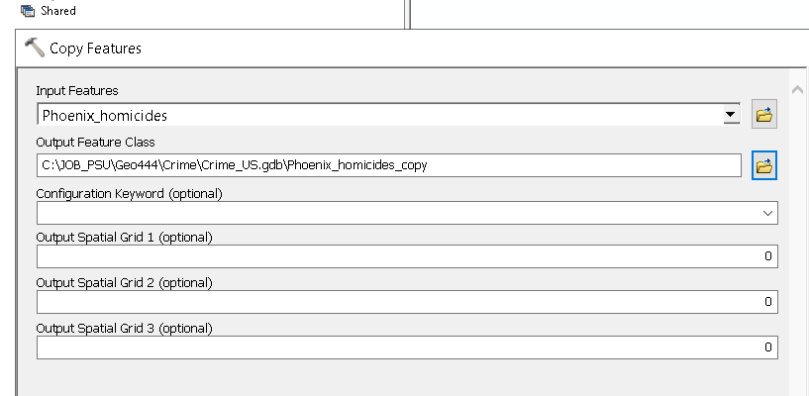 Shared
Copy Features
Input Features
Phoenix_homicides
Output Feature Class
C:\JOB_PSU\Geo444\Crime\Crime_US.gdb\Phoenix_homicides_copy
Configuration Keyword (optional)
Output Spatial Grid 1 (optional)
0
Output Spatial Grid 2 (optional)
0
Output Spatial Grid 3 (optional)
0